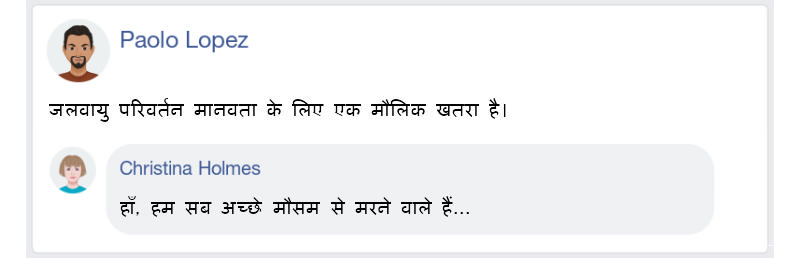 Paolo Lopez
जलवायु परिवर्तन मानवता के लिए एक मौलिक खतरा है।
Christina Holmes
हाँ, हम सब अच्छे मौसम से मरने वाले हैं...